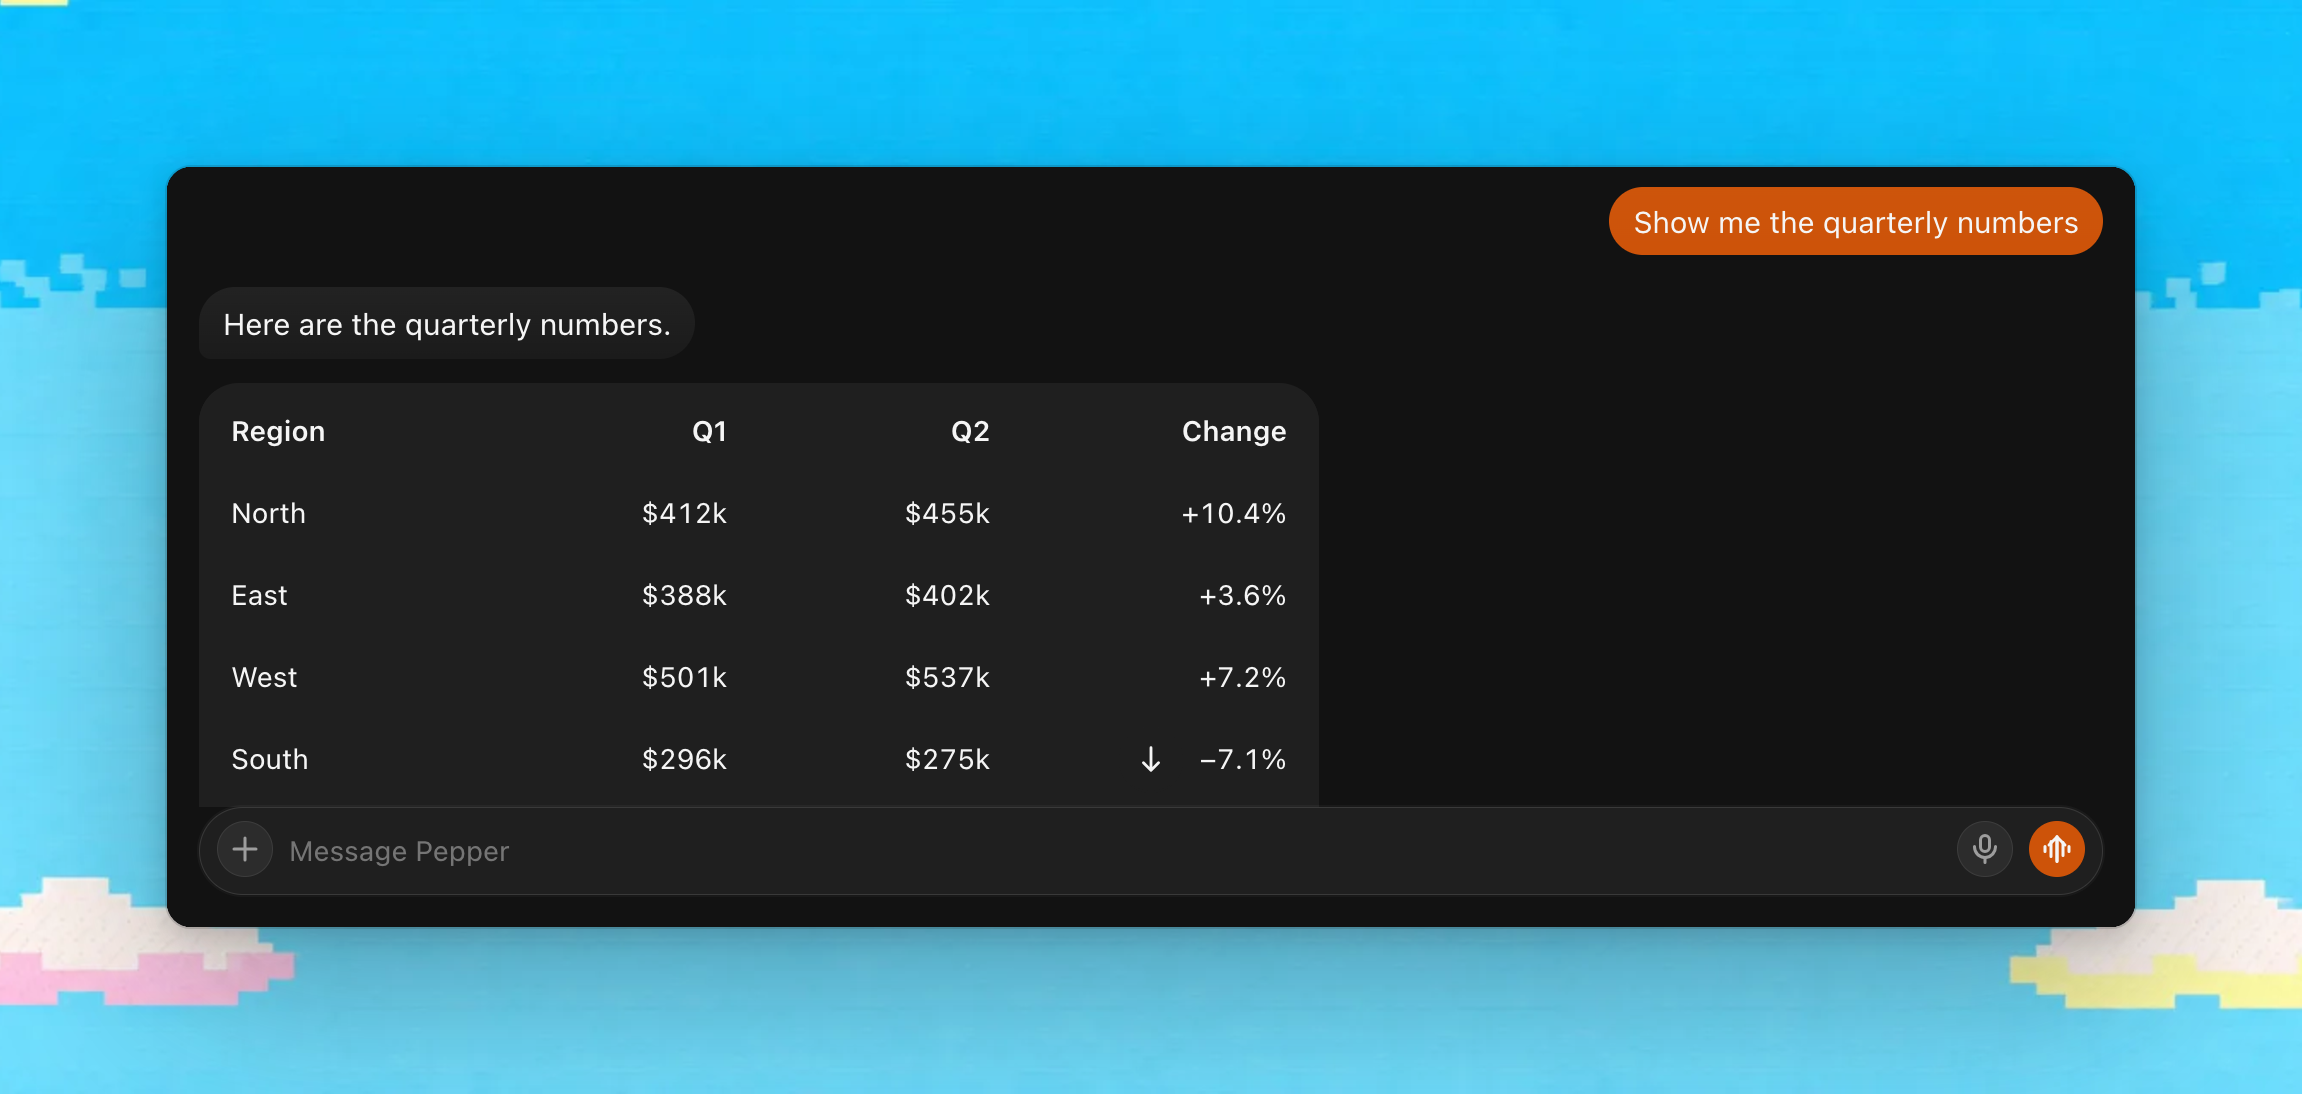 Show me the quarterly numbers
Here are the quarterly numbers.
Region Q1 Q2 Change
North $412k $455k +10.4%
East $388k $402k +3.6%
West $501k $537k +7.2%
South $296k $275k ↓ −7.1%
Message Pepper